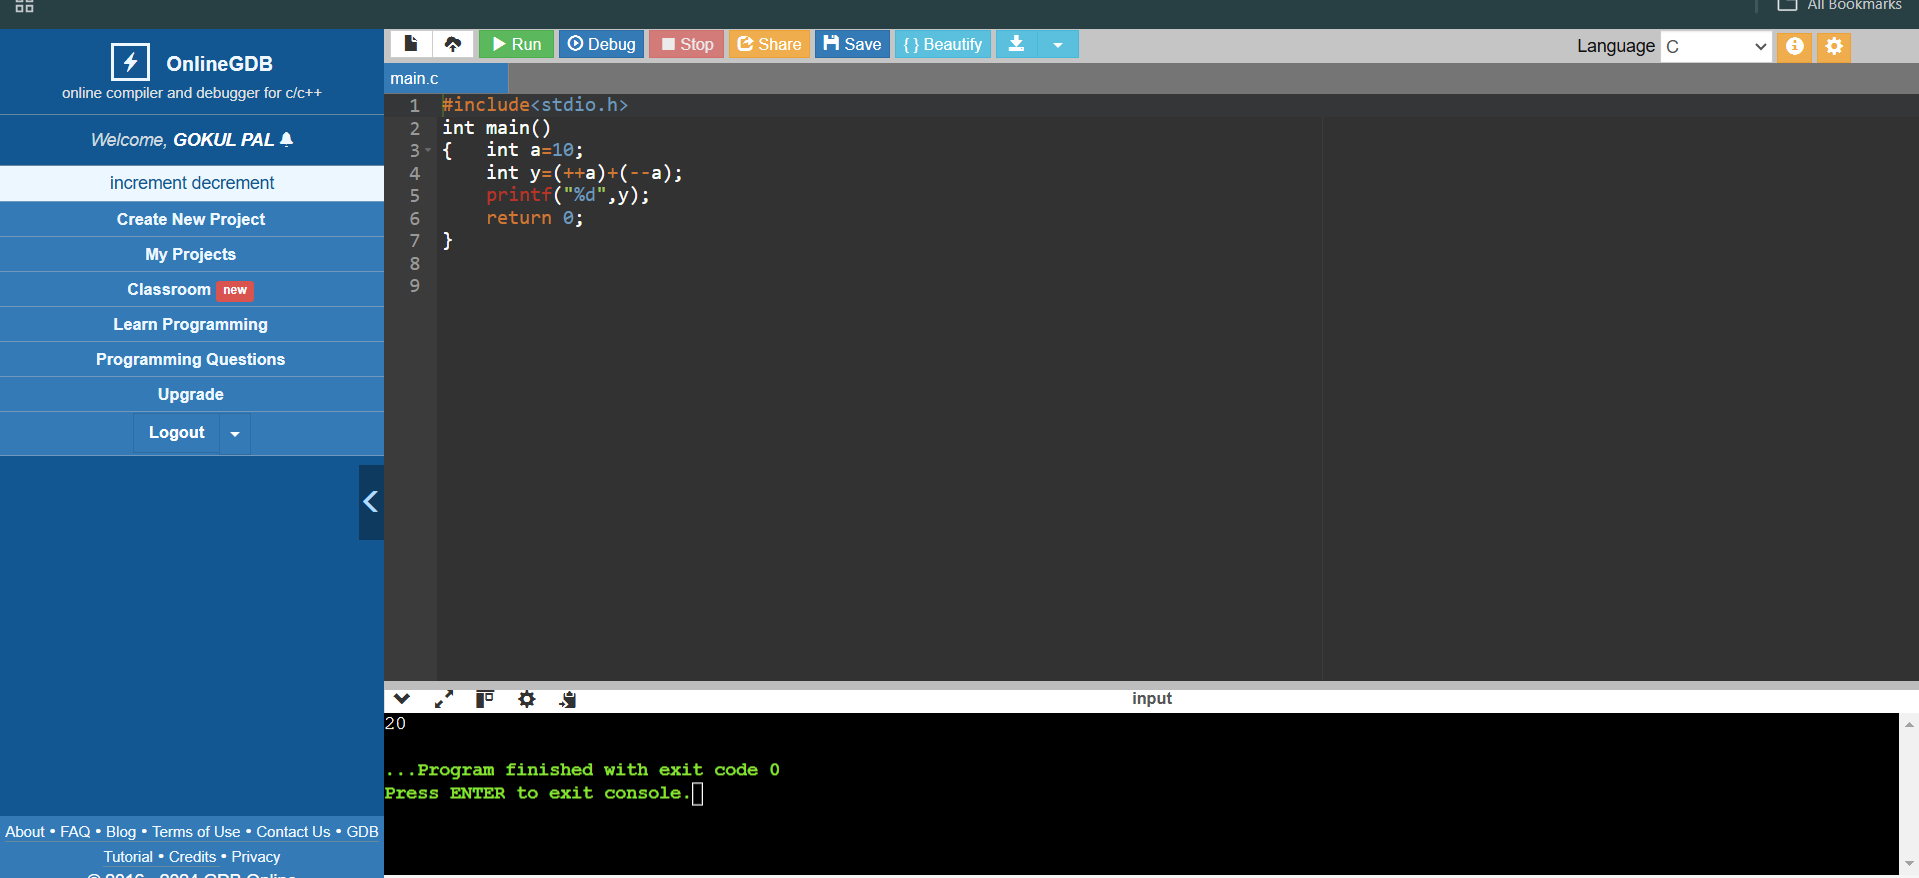 All Bookmarks
OnlineGDB
online compiler and debugger for c/c++
Welcome, GOKUL PAL
increment decrement
Create New Project
My Projects
Classroom new
Learn Programming
Programming Questions
Upgrade
Logout
About • FAQ • Blog • Terms of Use • Contact Us • GDB
Tutorial • Credits • Privacy
© 2016 - 2024 GDB Online
Run Debug Stop Share Save { } Beautify
Language C
main.c
1 #include<stdio.h>
2 int main()
3 { int a=10;
4 int y=(++a)+(--a);
5 printf("%d",y);
6 return 0;
7 }
8
9
input
20
...Program finished with exit code 0
Press ENTER to exit console.